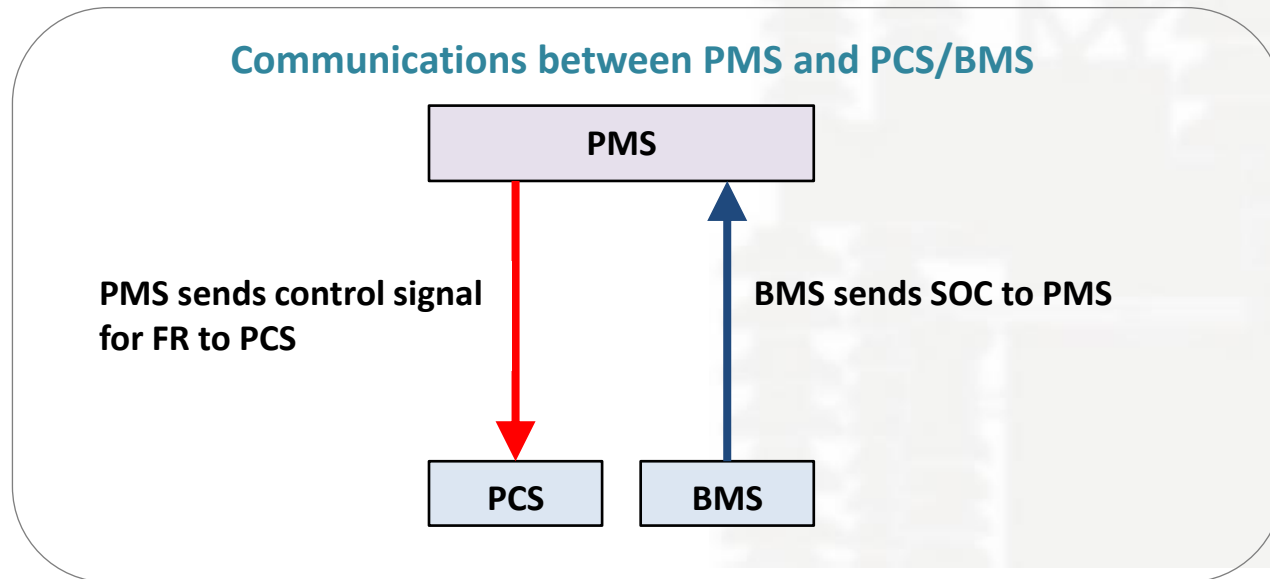 Communications between PMS and PCS/BMS
PMS
PMS sends control signal
for FR to PCS
BMS sends SOC to PMS
PCS
BMS